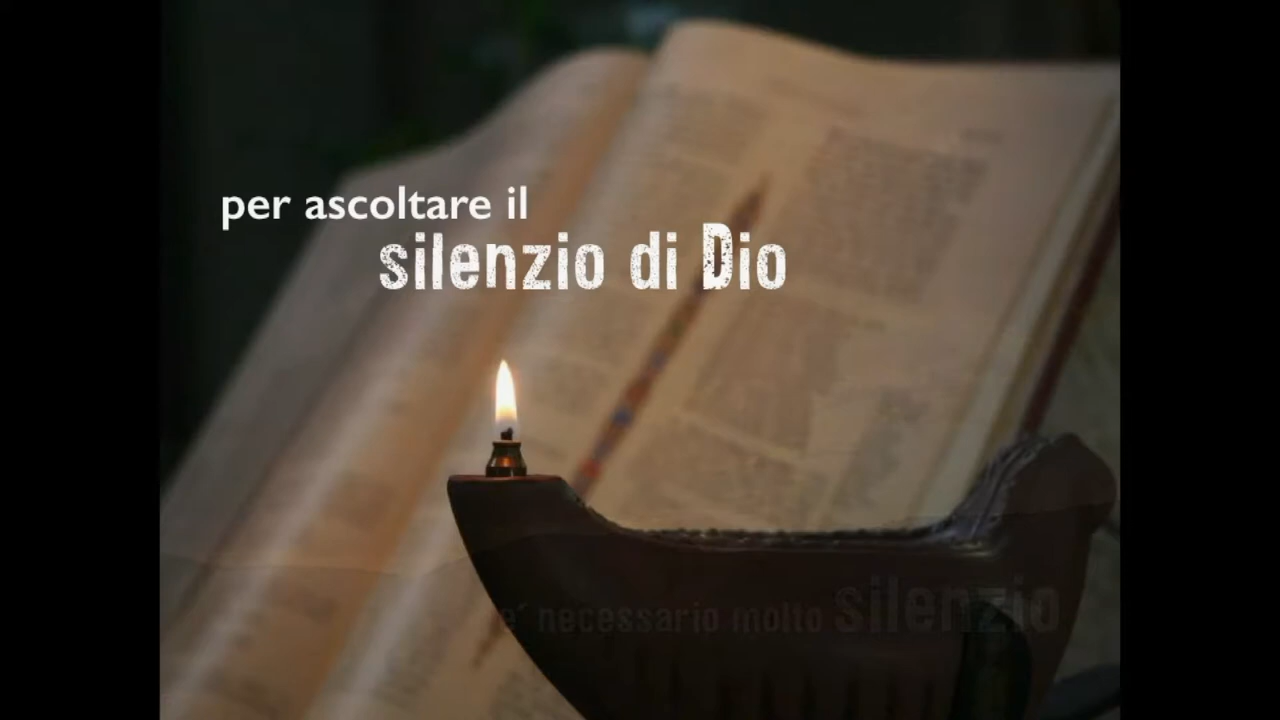 per ascoltare il
silenzio di Dio
e' necessario molto silenzio